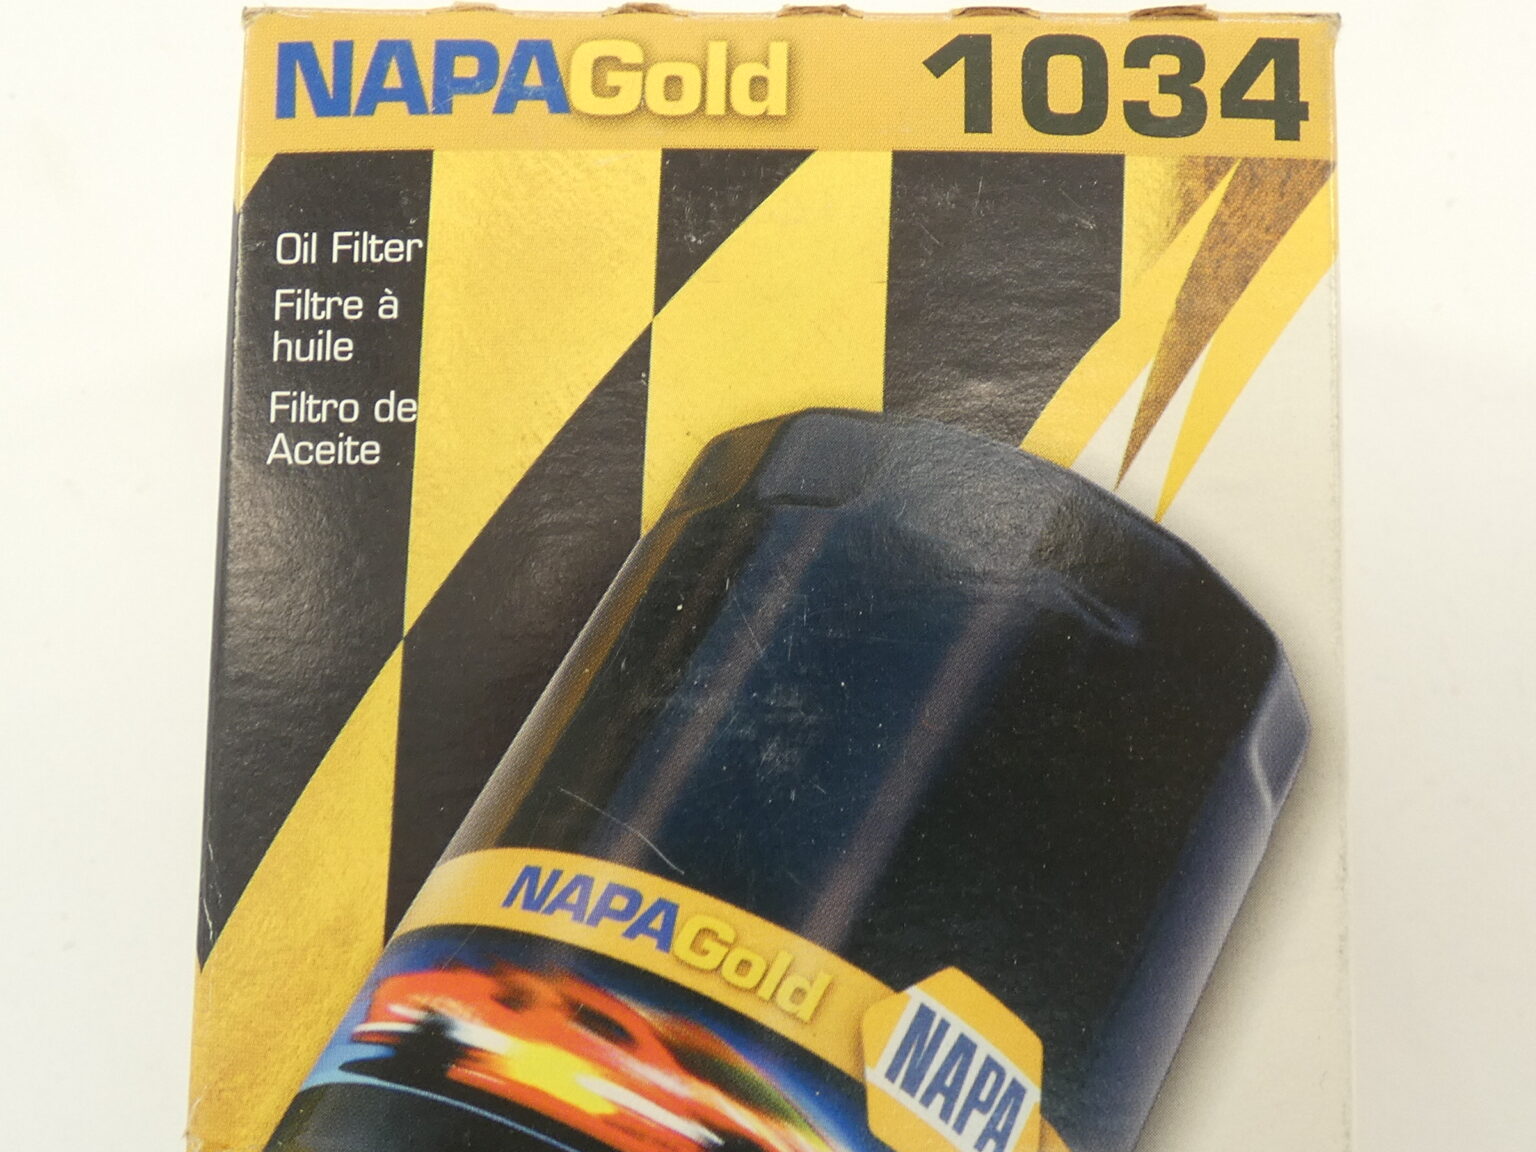 NAPAGold 1034
Oil Filter
Filtre à
huile
Filtro de
Aceite
NAPAGold
NAPA